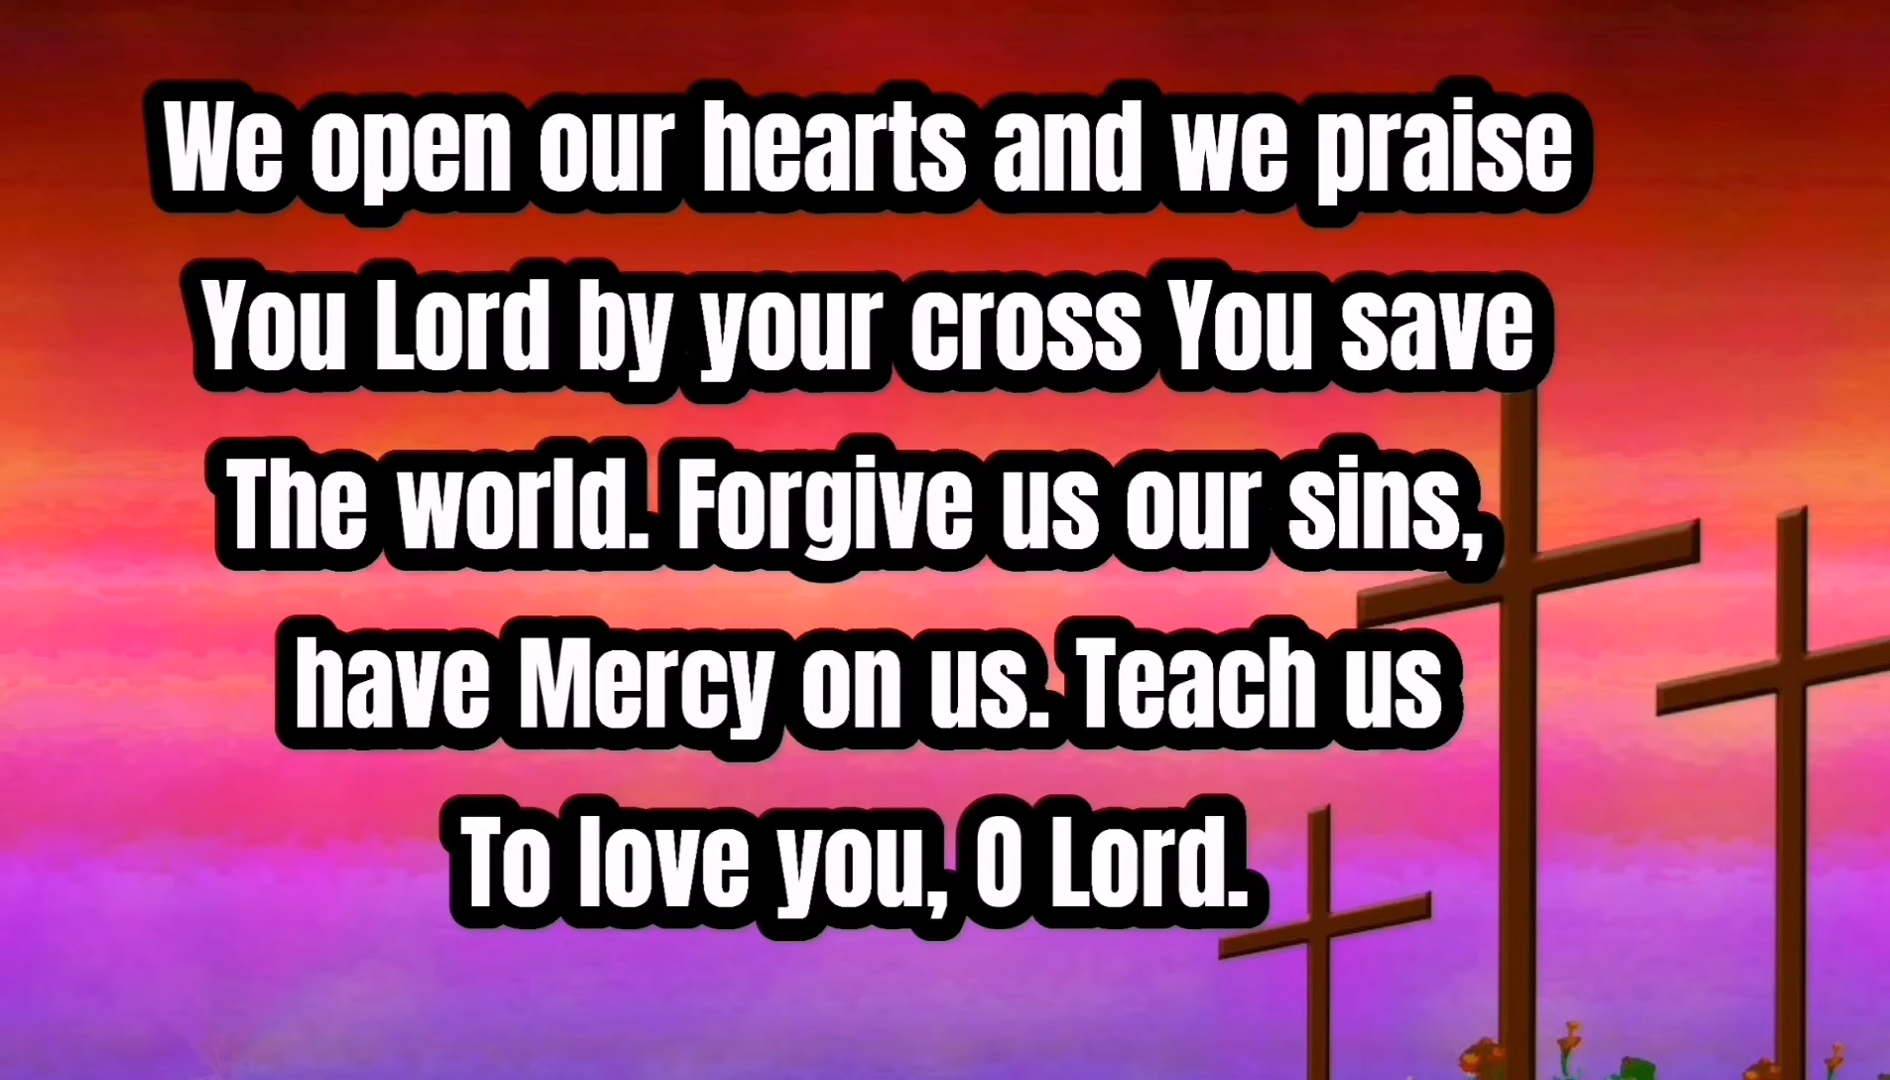 We open our hearts and we praise
You Lord by your cross You save
The world. Forgive us our sins,
have Mercy on us. Teach us
To love you, O Lord.